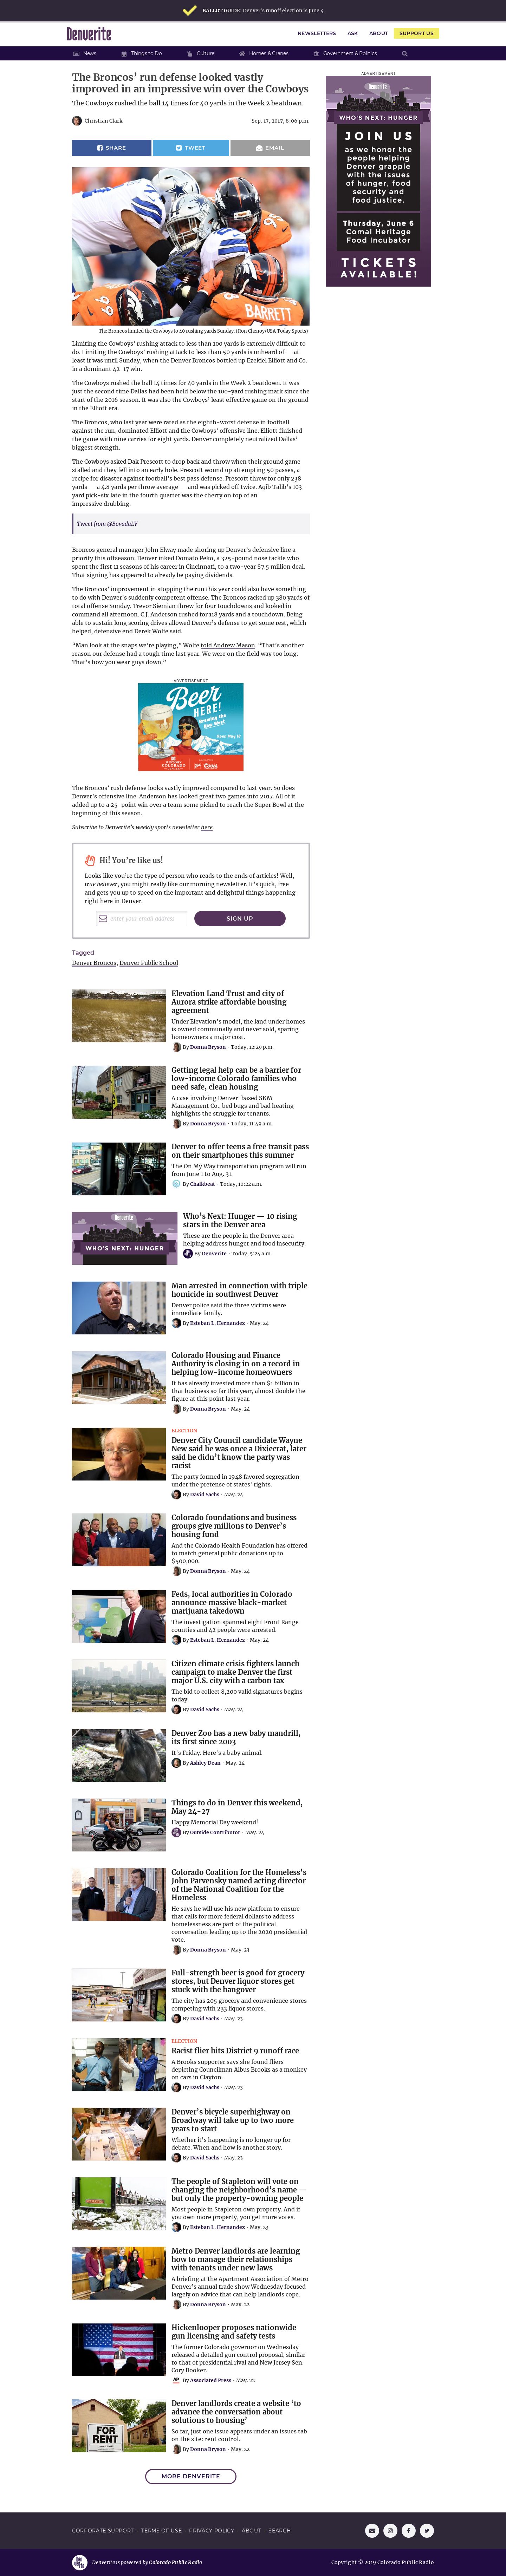 BALLOT GUIDE: Denver's runoff election is June 4
Denverite
NEWSLETTERS ASK ABOUT SUPPORT US
News Things to Do Culture Homes & Cranes Government & Politics
The Broncos' run defense looked vastly
improved in an impressive win over the Cowboys
The Cowboys rushed the ball 14 times for 40 yards in the Week 2 beatdown.
Christian Clark Sep. 17, 2017, 8:06 p.m.
SHARE TWEET EMAIL
BARRETT
The Broncos limited the Cowboys to 40 rushing yards Sunday. (Ron Chenoy/USA Today Sports)
Limiting the Cowboys' rushing attack to less than 100 yards is extremely difficult to
do. Limiting the Cowboys' rushing attack to less than 50 yards is unheard of — at
least it was until Sunday, when the Denver Broncos bottled up Ezekiel Elliott and Co.
in a dominant 42-17 win.
The Cowboys rushed the ball 14 times for 40 yards in the Week 2 beatdown. It was
just the second time Dallas had been held below the 100-yard rushing mark since the
start of the 2016 season. It was also the Cowboys' least effective game on the ground
in the Elliott era.
The Broncos, who last year were rated as the eighth-worst defense in football
against the run, dominated Elliott and the Cowboys' offensive line. Elliott finished
the game with nine carries for eight yards. Denver completely neutralized Dallas'
biggest strength.
The Cowboys asked Dak Prescott to drop back and throw when their ground game
stalled and they fell into an early hole. Prescott wound up attempting 50 passes, a
recipe for disaster against football's best pass defense. Prescott threw for only 238
yards — a 4.8 yards per throw average — and was picked off twice. Aqib Talib's 103-
yard pick-six late in the fourth quarter was the cherry on top of an
impressive drubbing.
Tweet from @BovadaLV
Broncos general manager John Elway made shoring up Denver's defensive line a
priority this offseason. Denver inked Domato Peko, a 325-pound nose tackle who
spent the first 11 seasons of his career in Cincinnati, to a two-year $7.5 million deal.
That signing has appeared to already be paying dividends.
The Broncos' improvement in stopping the run this year could also have something
to do with Denver's suddenly competent offense. The Broncos racked up 380 yards of
total offense Sunday. Trevor Siemian threw for four touchdowns and looked in
command all afternoon. C.J. Anderson rushed for 118 yards and a touchdown. Being
able to sustain long scoring drives allowed Denver's defense to get some rest, which
helped, defensive end Derek Wolfe said.
"Man look at the snaps we're playing," Wolfe told Andrew Mason. "That's another
reason our defense had a tough time last year. We were on the field way too long.
That's how you wear guys down."
ADVERTISEMENT
BEER
HERE!
The Broncos' rush defense looks vastly improved compared to last year. So does
Denver's offensive line. Anderson has looked great two games into 2017. All of it
added up to a 25-point win over a team some picked to reach the Super Bowl at the
beginning of this season.
Subscribe to Denverite's weekly sports newsletter here.
Hi! You're like us!
Looks like you're the type of person who reads to the ends of articles! Well,
true believer, you might really like our morning newsletter. It's quick, free
and gets you up to speed on the important and delightful things happening
right here in Denver.
enter your email address SIGN UP
Tagged
Denver Broncos, Denver Public School
Elevation Land Trust and city of
Aurora strike affordable housing
agreement
Under Elevation's model, the land under homes
is owned communally and never sold, sparing
homeowners a major cost.
By Donna Bryson - Today, 12:29 p.m.
Getting legal help can be a barrier for
low-income Colorado families who
need safe, clean housing
A case involving Denver-based SKM
Management Co., bed bugs and bad heating
highlights the struggle for tenants.
By Donna Bryson - Today, 11:49 a.m.
Denver to offer teens a free transit pass
on their smartphones this summer
The On My Way transportation program will run
from June 1 to Aug. 31.
By Chalkbeat - Today, 10:22 a.m.
Denverite
WHO'S NEXT: HUNGER
Who's Next: Hunger — 10 rising
stars in the Denver area
These are the people in the Denver area
helping address hunger and food insecurity.
By Denverite - Today, 5:24 a.m.
Man arrested in connection with triple
homicide in southwest Denver
Denver police said the three victims were
immediate family.
By Esteban L. Hernandez - May. 24
Colorado Housing and Finance
Authority is closing in on a record in
helping low-income homeowners
It has already invested more than $1 billion in
that business so far this year, almost double the
figure at this point last year.
By Donna Bryson - May. 24
ELECTION
Denver City Council candidate Wayne
New said he was once a Dixiecrat, later
said he didn't know the party was
racist
The party formed in 1948 favored segregation
under the pretense of states' rights.
By David Sachs - May. 24
Colorado foundations and business
groups give millions to Denver's
housing fund
And the Colorado Health Foundation has offered
to match general public donations up to
$500,000.
By Donna Bryson - May. 24
Feds, local authorities in Colorado
announce massive black-market
marijuana takedown
The investigation spanned eight Front Range
counties and 42 people were arrested.
By Esteban L. Hernandez - May. 24
Citizen climate crisis fighters launch
campaign to make Denver the first
major U.S. city with a carbon tax
The bid to collect 8,200 valid signatures begins
today.
By David Sachs - May. 24
Denver Zoo has a new baby mandrill,
its first since 2003
It's Friday. Here's a baby animal.
By Ashley Dean - May. 24
Things to do in Denver this weekend,
May 24-27
Happy Memorial Day weekend!
By Outside Contributor - May. 24
Colorado Coalition for the Homeless's
John Parvensky named acting director
of the National Coalition for the
Homeless
He says he will use his new platform to ensure
that calls for more federal dollars to address
homelessness are part of the political
conversation leading up to the 2020 presidential
vote.
By Donna Bryson - May. 23
Full-strength beer is good for grocery
stores, but Denver liquor stores get
stuck with the hangover
The city has 205 grocery and convenience stores
competing with 233 liquor stores.
By David Sachs - May. 23
ELECTION
Racist flier hits District 9 runoff race
A Brooks supporter says she found fliers
depicting Councilman Albus Brooks as a monkey
on cars in Clayton.
By David Sachs - May. 23
Denver's bicycle superhighway on
Broadway will take up to two more
years to start
Whether it's happening is no longer up for
debate. When and how is another story.
By David Sachs - May. 23
The people of Stapleton will vote on
changing the neighborhood's name —
but only the property-owning people
Most people in Stapleton own property. And if
you own more property, you get more votes.
By Esteban L. Hernandez - May. 23
Metro Denver landlords are learning
how to manage their relationships
with tenants under new laws
A briefing at the Apartment Association of Metro
Denver's annual trade show Wednesday focused
largely on advice that can help landlords cope.
By Donna Bryson - May. 22
Hickenlooper proposes nationwide
gun licensing and safety tests
The former Colorado governor on Wednesday
released a detailed gun control proposal, similar
to that of presidential rival and New Jersey Sen.
Cory Booker.
By Associated Press - May. 22
FOR
RENT
Denver landlords create a website 'to
advance the conversation about
solutions to housing'
So far, just one issue appears under an issues tab
on the site: rent control.
By Donna Bryson - May. 22
MORE DENVERITE
ADVERTISEMENT
Denverite
WHO'S NEXT: HUNGER
JOIN US
as we honor the
people helping
Denver grapple
with the issues
of hunger, food
security and
food justice.
Thursday, June 6
Comal Heritage
Food Incubator
TICKETS
AVAILABLE!
CORPORATE SUPPORT - TERMS OF USE - PRIVACY POLICY - ABOUT - SEARCH
Denverite is powered by Colorado Public Radio
Copyright © 2019 Colorado Public Radio